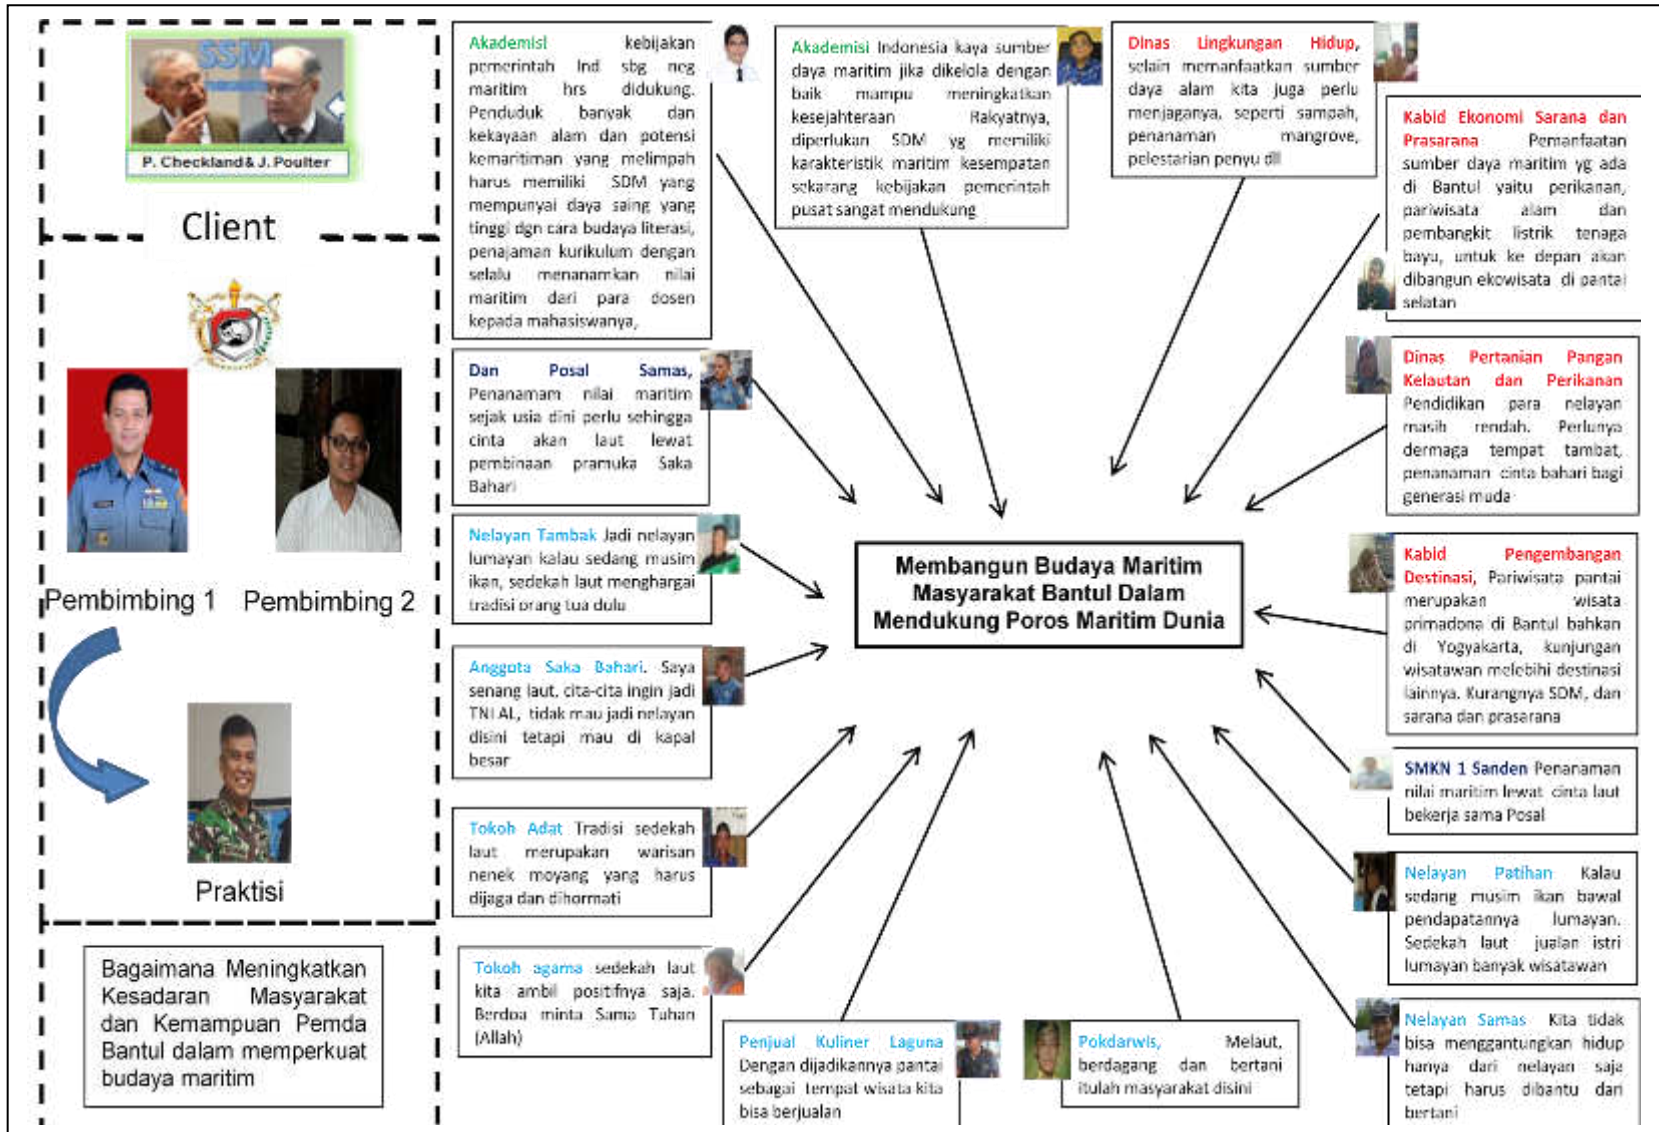 SSM
P. Checkland & J. Poulter
Client
Pembimbing 1
Pembimbing 2
Praktisi
Bagaimana Meningkatkan
Kesadaran Masyarakat
dan Kemampuan Pemda
Bantul dalam memperkuat
budaya maritim
Akademisi kebijakan
pemerintah Ind sbg neg
maritim hrs didukung.
Penduduk banyak dan
kekayaan alam dan potensi
kemaritiman yang melimpah
harus memiliki SDM yang
mempunyai daya saing yang
tinggi dgn cara budaya literasi,
penajaman kurikulum dengan
selalu menanamkan nilai
maritim dari para dosen
kepada mahasiswanya,
Dan Posal Samas,
Penanamam nilai maritim
sejak usia dini perlu sehingga
cinta akan laut lewat
pembinaan pramuka Saka
Bahari
Nelayan Tambak Jadi nelayan
lumayan kalau sedang musim
ikan, sedekah laut menghargai
tradisi orang tua dulu
Anggota Saka Bahari. Saya
senang laut, cita-cita ingin jadi
TNI AL, tidak mau jadi nelayan
disini tetapi mau di kapal
besar
Tokoh Adat Tradisi sedekah
laut merupakan warisan
nenek moyang yang harus
dijaga dan dihormati
Tokoh agama sedekah laut
kita ambil positifnya saja.
Berdoa minta Sama Tuhan
(Allah)
Akademisi Indonesia kaya sumber
daya maritim jika dikelola dengan
baik mampu meningkatkan
kesejahteraan Rakyatnya,
diperlukan SDM yg memiliki
karakteristik maritim kesempatan
sekarang kebijakan pemerintah
pusat sangat mendukung
Dinas Lingkungan Hidup,
selain memanfaatkan sumber
daya alam kita juga perlu
menjaganya, seperti sampah,
penanaman mangrove,
pelestarian penyu dll
Membangun Budaya Maritim
Masyarakat Bantul Dalam
Mendukung Poros Maritim Dunia
Penjual Kuliner Laguna
Dengan dijadikannya pantai
sebagai tempat wisata kita
bisa berjualan
Pokdarwis, Melaut,
berdagang dan bertani
itulah masyarakat disini
Kabid Ekonomi Sarana dan
Prasarana Pemanfaatan
sumber daya maritim yg ada
di Bantul yaitu perikanan,
pariwisata alam dan
pembangkit listrik tenaga
bayu, untuk ke depan akan
dibangun ekowisata di pantai
selatan
Dinas Pertanian Pangan
Kelautan dan Perikanan
Pendidikan para nelayan
masih rendah. Perlunya
dermaga tempat tambat,
penanaman cinta bahari bagi
generasi muda
Kabid Pengembangan
Destinasi, Pariwisata pantai
merupakan wisata
primadona di Bantul bahkan
di Yogyakarta, kunjungan
wisatawan melebihi destinasi
lainnya. Kurangnya SDM, dan
sarana dan prasarana
SMKN 1 Sanden Penanaman
nilai maritim lewat cinta laut
bekerja sama Posal
Nelayan Patihan Kalau
sedang musim ikan bawal
pendapatannya lumayan.
Sedekah laut jualan istri
lumayan banyak wisatawan
Nelayan Samas Kita tidak
bisa menggantungkan hidup
hanya dari nelayan saja
tetapi harus dibantu dari
bertani